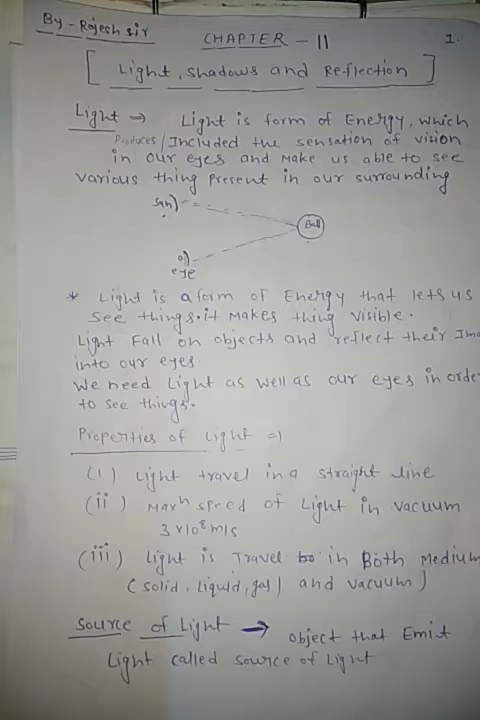 By - Rajesh sir
CHAPTER - 11
1.
[ Light, Shadows and Reflection ]
Light → Light is form of Energy, which
Produces / Included the sensation of vision
in our eyes and make us able to see
various thing present in our surrounding
Sun
Ball
eye
* Light is a form of Energy that lets us
see things. it makes thing visible.
Light Fall on objects and reflect their Ima
into our eyes
We need Light as well as our eyes in orde
to see things.
Properties of Light =)
(i) Light travel in a straight line
(ii) Maxᵐ speed of Light in vacuum
3 x 10⁸ m/s
(iii) Light is Travel in Both Medium
(solid, Liquid, gas) and vacuum)
Source of Light → object that Emit
Light called source of Light